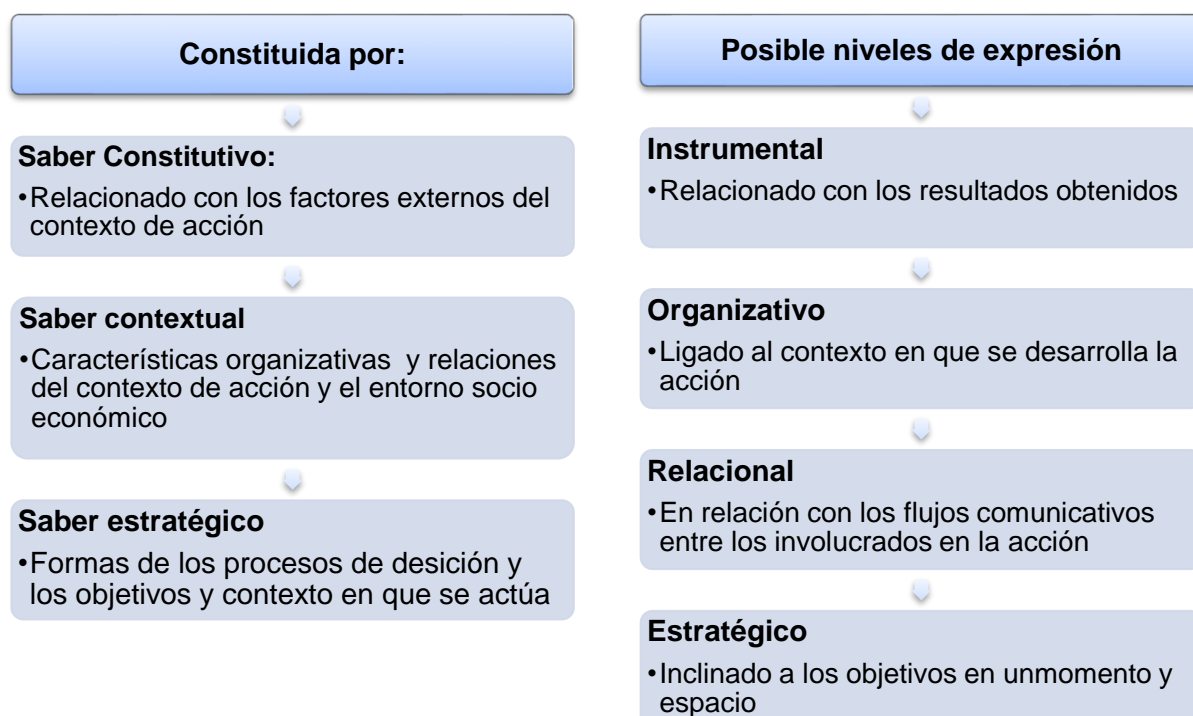 Constituida por:
Saber Constitutivo:
•Relacionado con los factores externos del
contexto de acción
Saber contextual
•Características organizativas y relaciones
del contexto de acción y el entorno socio
económico
Saber estratégico
•Formas de los procesos de desición y
los objetivos y contexto en que se actúa
Posible niveles de expresión
Instrumental
•Relacionado con los resultados obtenidos
Organizativo
•Ligado al contexto en que se desarrolla la
acción
Relacional
•En relación con los flujos comunicativos
entre los involucrados en la acción
Estratégico
•Inclinado a los objetivos en unmomento y
espacio